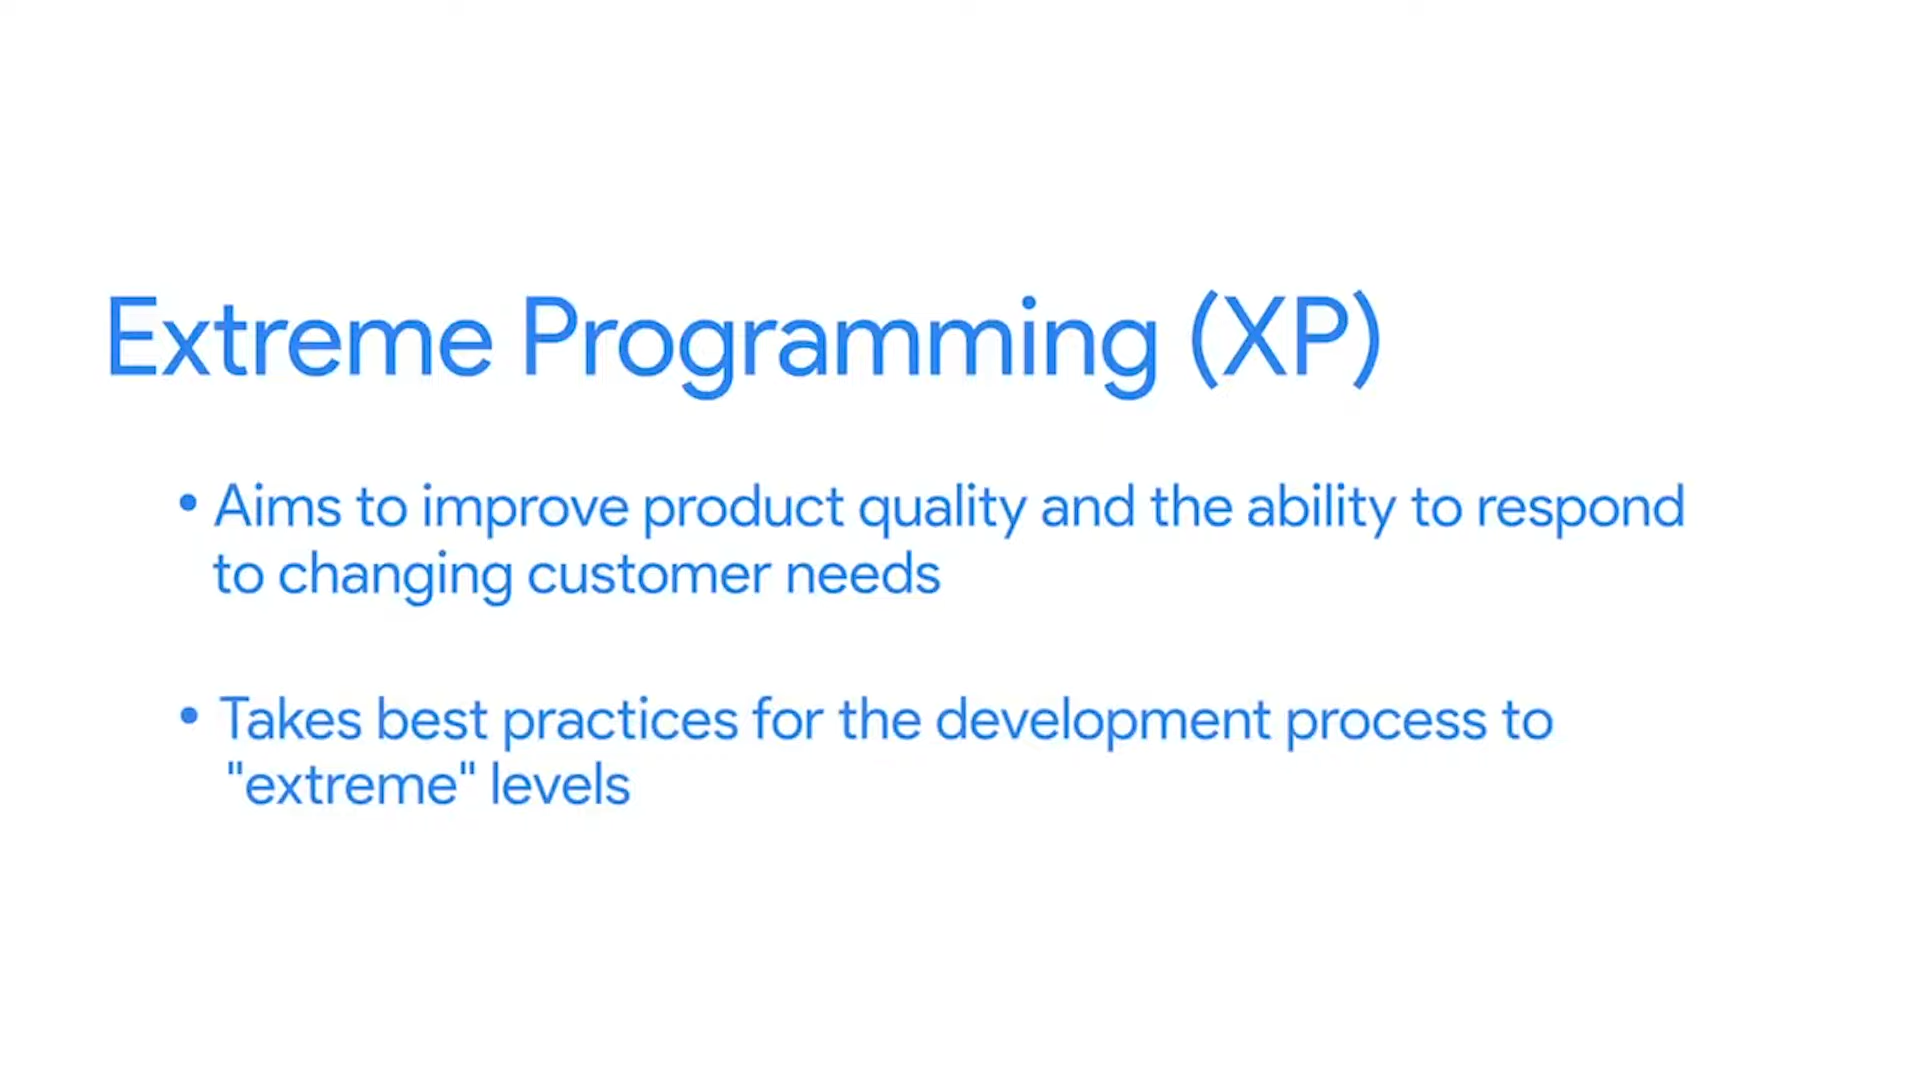 Extreme Programming (XP)
• Aims to improve product quality and the ability to respond
to changing customer needs
• Takes best practices for the development process to
"extreme" levels